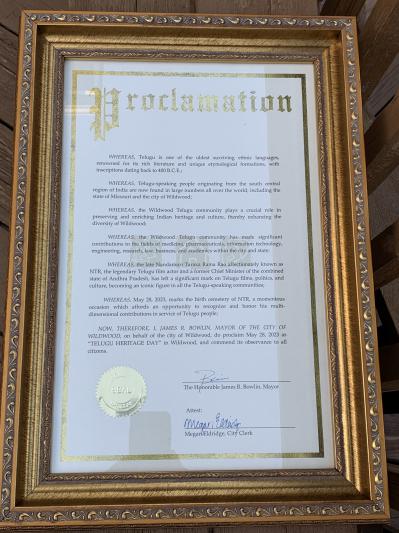 Proclamation
WHEREAS, Telugu is one of the oldest surviving ethnic languages,
renowned for its rich literature and unique etymological formations, with
inscriptions dating back to 400 B.C.E.;
WHEREAS, Telugu-speaking people originating from the south central
region of India are now found in large numbers all over the world, including the
state of Missouri and the city of Wildwood;
WHEREAS, the Wildwood Telugu community plays a crucial role in
preserving and enriching Indian heritage and culture, thereby enhancing the
diversity of Wildwood;
WHEREAS, the Wildwood Telugu community has made significant
contributions to the fields of medicine, pharmaceuticals, information technology,
engineering, research, law, business, and academics within the city and state;
WHEREAS, the late Nandamuri Taraka Rama Rao affectionately known as
NTR, the legendary Telugu film actor and a former Chief Minister of the combined
state of Andhra Pradesh, has left a significant mark on Telugu films, politics, and
culture, becoming an iconic figure in all the Telugu-speaking communities;
WHEREAS, May 28, 2023, marks the birth centenary of NTR, a momentous
occasion which affords an opportunity to recognize and honor his multi-
dimensional contributions in service of Telugu people;
NOW, THEREFORE, I, JAMES R. BOWLIN, MAYOR OF THE CITY OF
WILDWOOD, on behalf of the city of Wildwood, do proclaim May 28, 2023 as
"TELUGU HERITAGE DAY" in Wildwood, and commend its observance to all
citizens.
The Honorable James R. Bowlin, Mayor
Attest:
Megan Eldridge
Megan Eldridge, City Clerk
SEAL